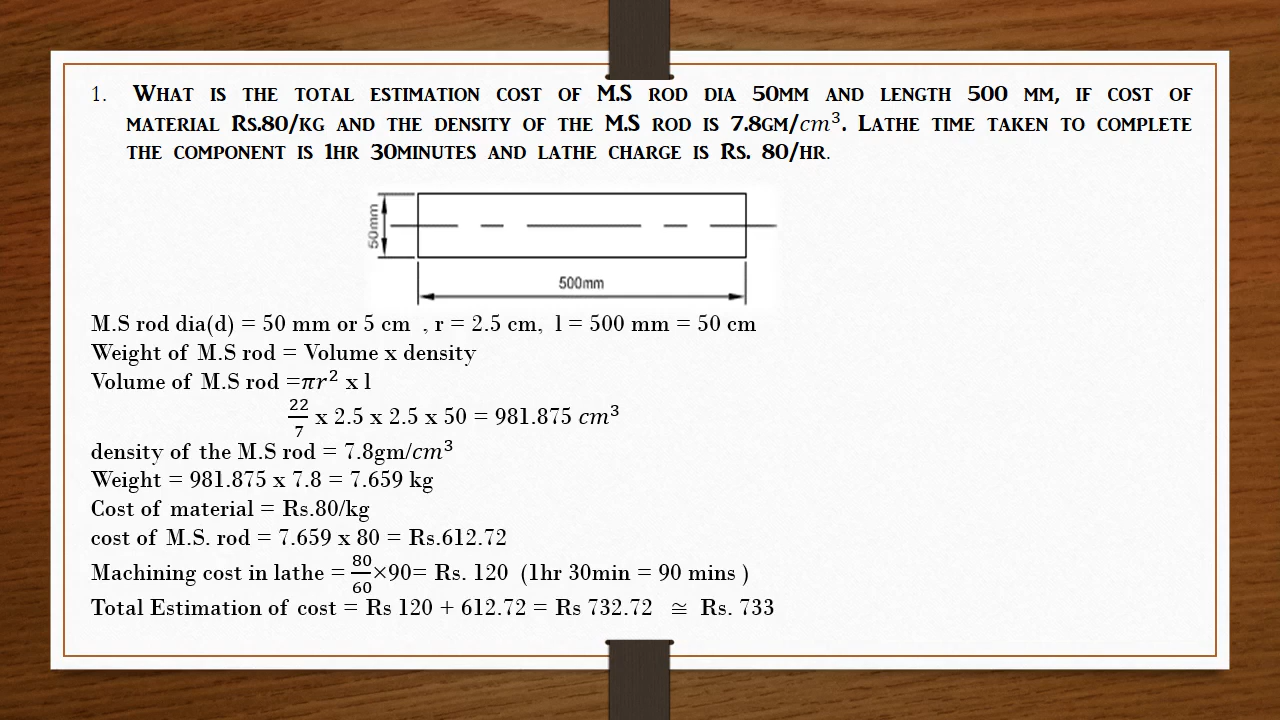 1. WHAT IS THE TOTAL ESTIMATION COST OF M.S ROD DIA 50MM AND LENGTH 500 MM, IF COST OF
MATERIAL RS.80/KG AND THE DENSITY OF THE M.S ROD IS 7.8GM/cm³. LATHE TIME TAKEN TO COMPLETE
THE COMPONENT IS 1HR 30MINUTES AND LATHE CHARGE IS RS. 80/HR.
50mm
500mm
M.S rod dia(d) = 50 mm or 5 cm , r = 2.5 cm, l = 500 mm = 50 cm
Weight of M.S rod = Volume x density
Volume of M.S rod =πr² x l
22/7 x 2.5 x 2.5 x 50 = 981.875 cm³
density of the M.S rod = 7.8gm/cm³
Weight = 981.875 x 7.8 = 7.659 kg
Cost of material = Rs.80/kg
cost of M.S. rod = 7.659 x 80 = Rs.612.72
Machining cost in lathe = 80/60×90= Rs. 120 (1hr 30min = 90 mins )
Total Estimation of cost = Rs 120 + 612.72 = Rs 732.72 ≅ Rs. 733